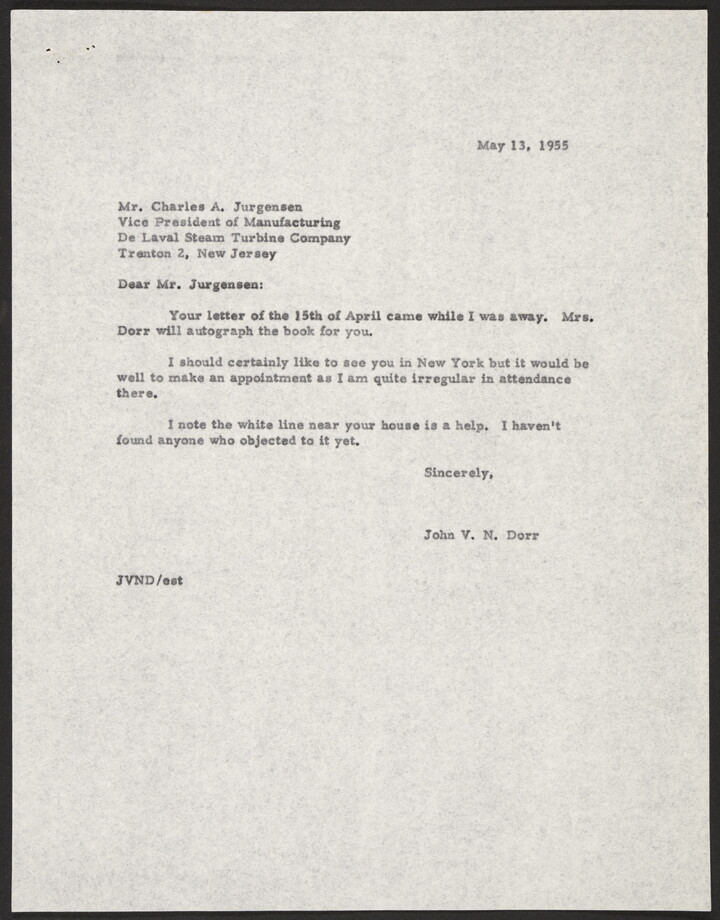 May 13, 1955
Mr. Charles A. Jurgensen
Vice President of Manufacturing
De Laval Steam Turbine Company
Trenton 2, New Jersey
Dear Mr. Jurgensen:
Your letter of the 15th of April came while I was away. Mrs.
Dorr will autograph the book for you.
I should certainly like to see you in New York but it would be
well to make an appointment as I am quite irregular in attendance
there.
I note the white line near your house is a help. I haven't
found anyone who objected to it yet.
Sincerely,
John V. N. Dorr
JVND/est